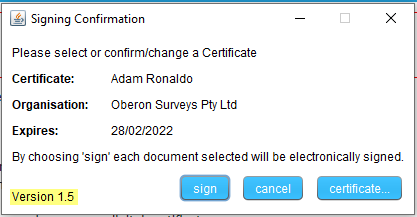 Signing Confirmation
Please select or confirm/change a Certificate
Certificate: Adam Ronaldo
Organisation: Oberon Surveys Pty Ltd
Expires: 28/02/2022
By choosing 'sign' each document selected will be electronically signed.
sign cancel certificate...
Version 1.5